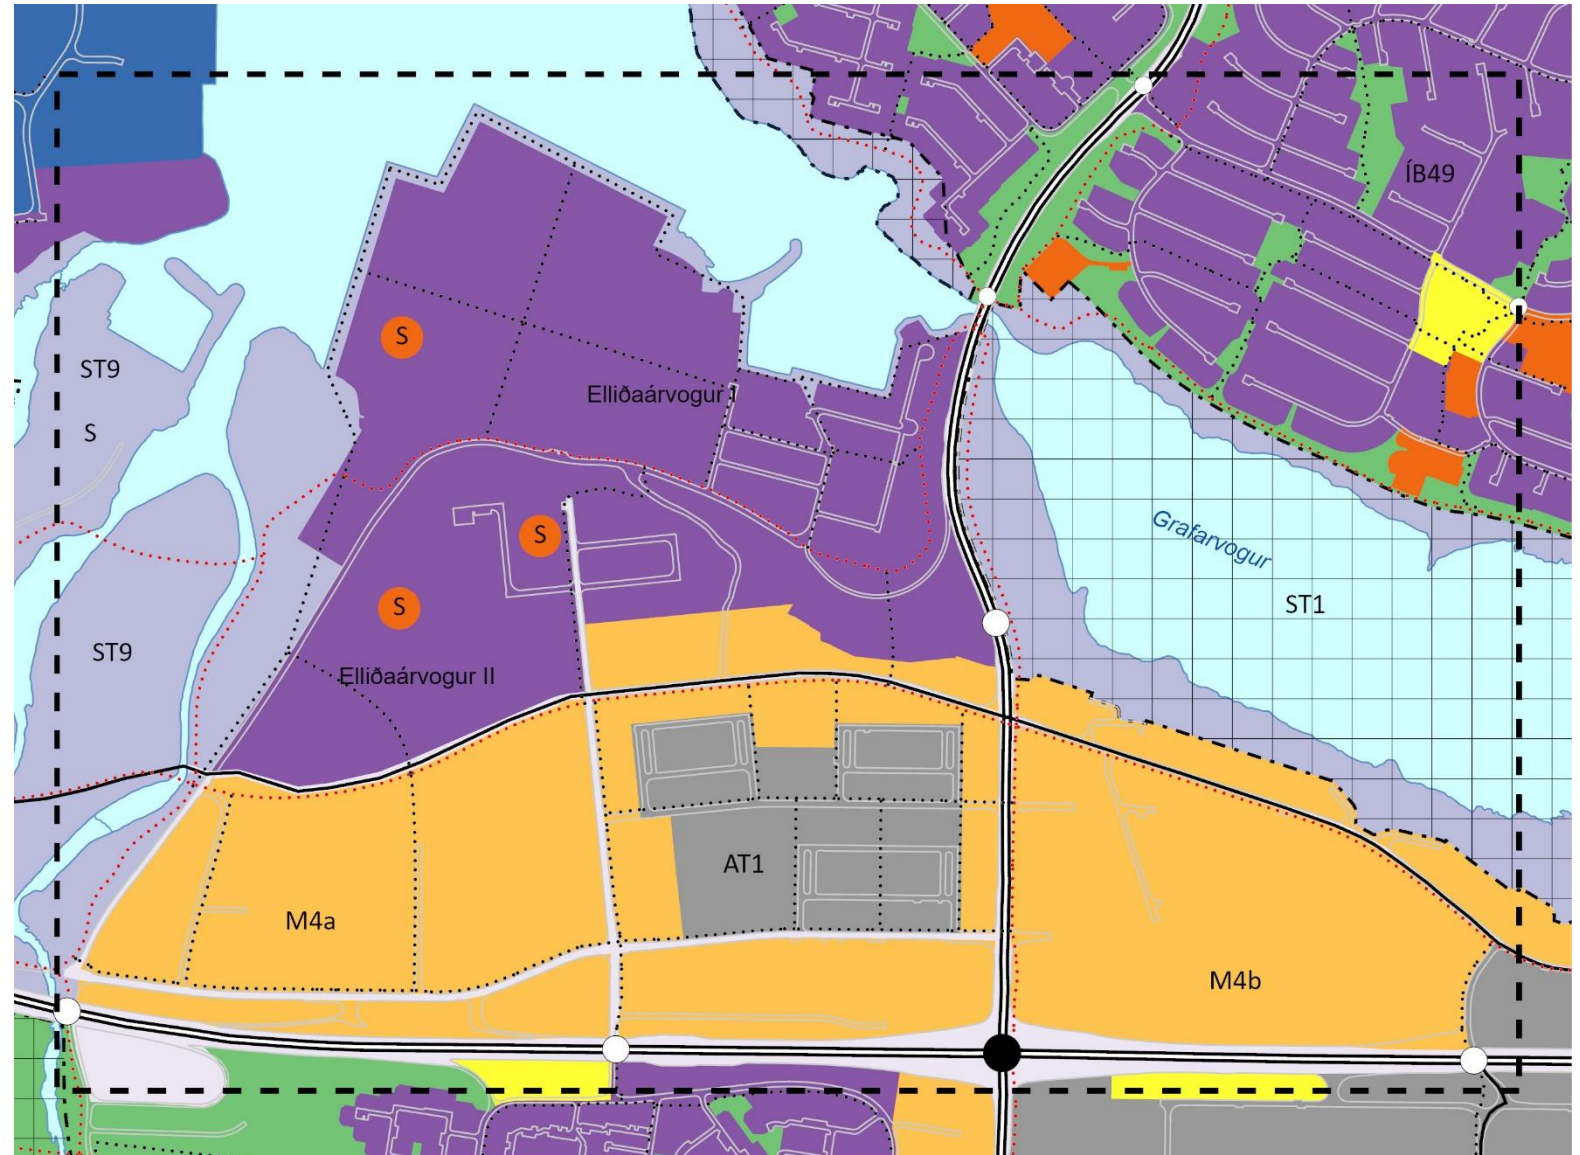 ÍB49
S
ST9
Elliðaárvogur I
S
S
Grafarvogur
S
ST1
ST9
Elliðaárvogur II
AT1
M4a
M4b